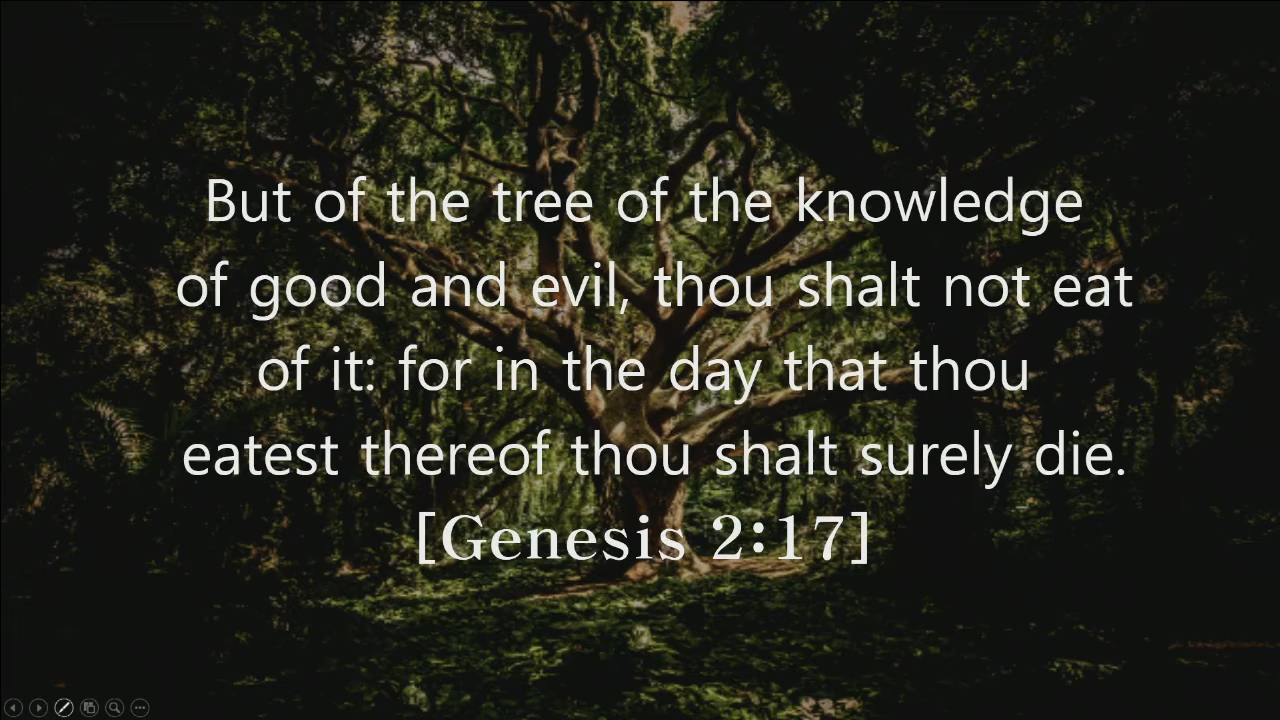 But of the tree of the knowledge
of good and evil, thou shalt not eat
of it: for in the day that thou
eatest thereof thou shalt surely die.
[Genesis 2:17]